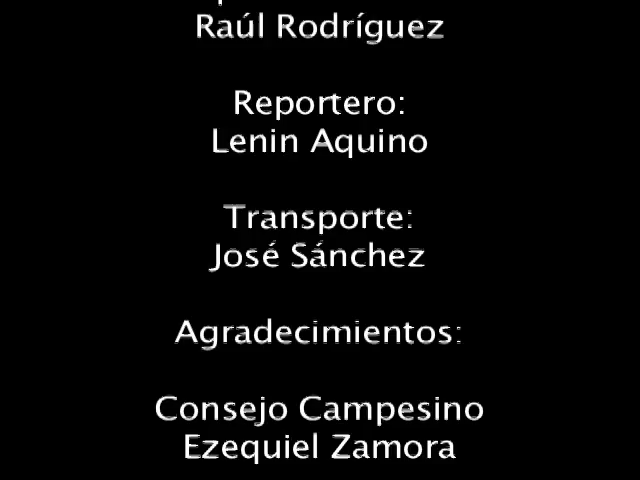 Raúl Rodríguez
Reportero:
Lenin Aquino
Transporte:
José Sánchez
Agradecimientos:
Consejo Campesino
Ezequiel Zamora